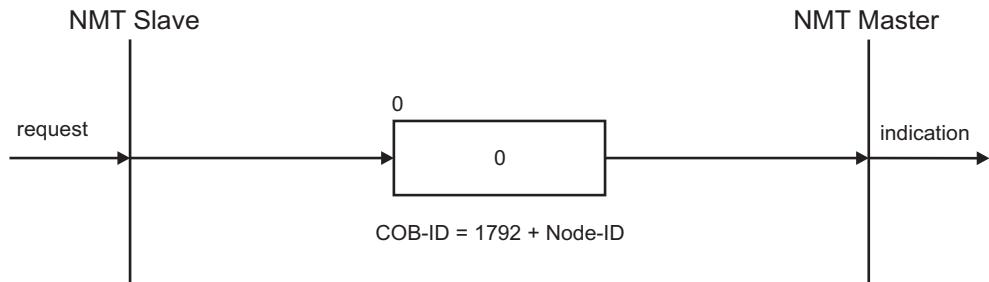 NMT Slave
NMT Master
0
request
0
indication
COB-ID = 1792 + Node-ID